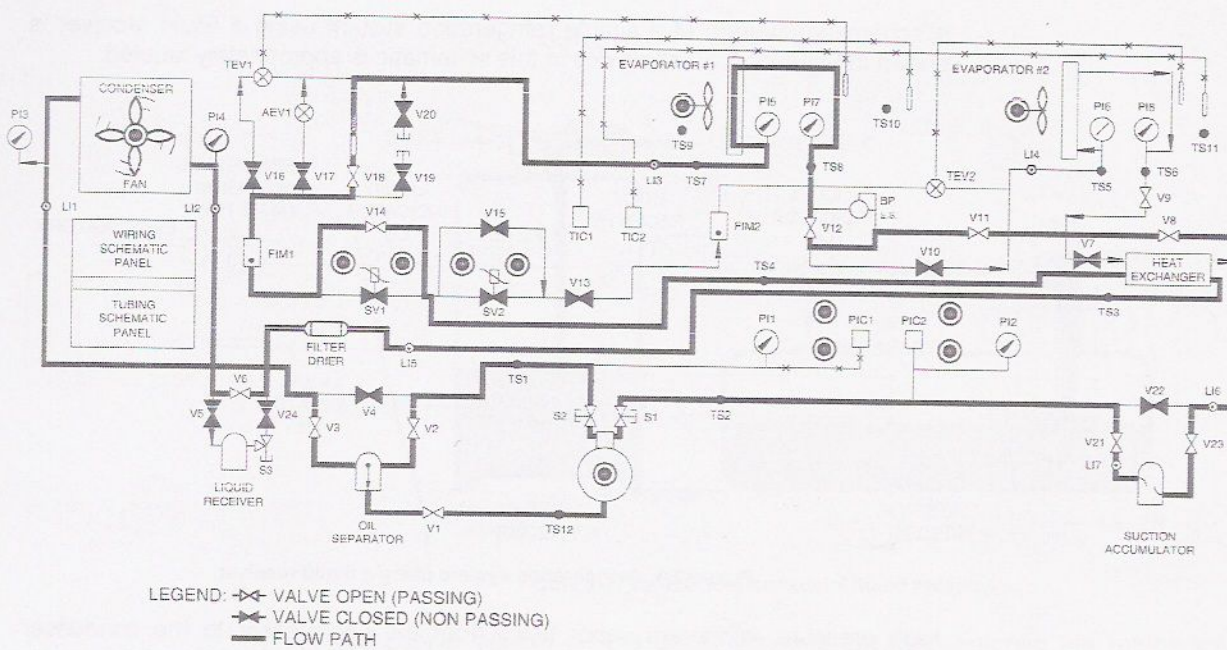 TEV1
EVAPORATOR #1
EVAPORATOR #2
CONDENSER
PI3
PI4
AEV1
V20
PI5
PI7
TS10
PI6
PI8
TS11
TS9
FAN
V16
V17
V18
V19
LI3
TS7
TS8
LI4
TS5
TS6
TEV2
V9
LI1
LI2
V14
V15
TIC1
TIC2
FIM2
BP
V12
V11
V8
WIRING
SCHEMATIC
PANEL
FIM1
V10
V7
HEAT
EXCHANGER
TS4
SV1
SV2
V13
TUBING
SCHEMATIC
PANEL
TS3
PI1
PIC1
PIC2
PI2
FILTER
DRIER
LI5
V6
TS1
V5
V24
V4
S2
S1
TS2
V22
LI6
V3
V2
V21
V23
S3
LI7
LIQUID
RECEIVER
OIL
SEPARATOR
V1
TS12
SUCTION
ACCUMULATOR
LEGEND:
VALVE OPEN (PASSING)
VALVE CLOSED (NON PASSING)
FLOW PATH